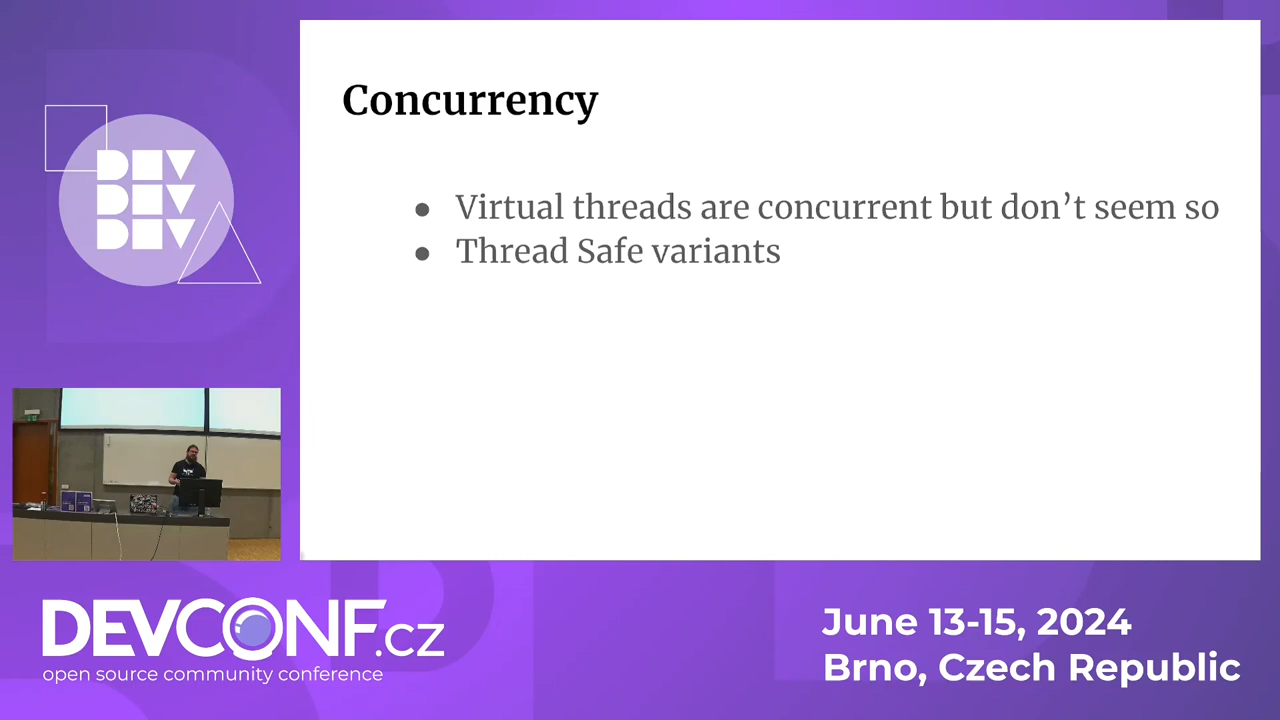 Concurrency
● Virtual threads are concurrent but don’t seem so
● Thread Safe variants
DEV
DEV
DEV
DEVCONF.cz
open source community conference
June 13-15, 2024
Brno, Czech Republic